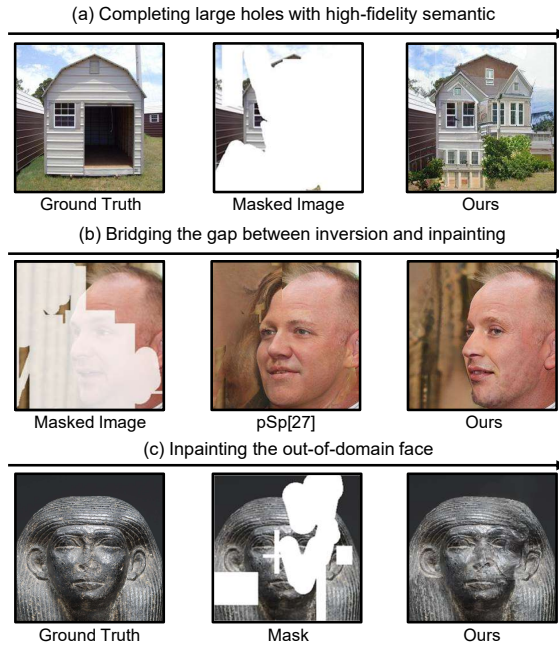 (a) Completing large holes with high-fidelity semantic
Ground Truth Masked Image Ours
(b) Bridging the gap between inversion and inpainting
Masked Image pSp[27] Ours
(c) Inpainting the out-of-domain face
Ground Truth Mask Ours